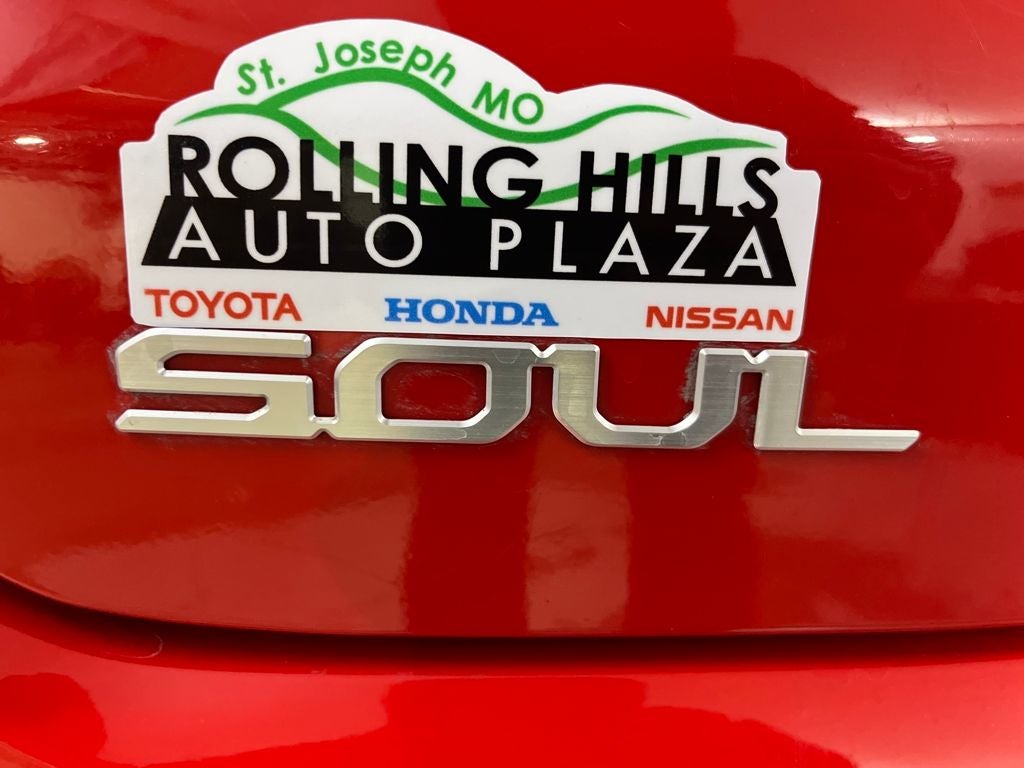 St. Joseph MO
ROLLING HILLS
AUTO PLAZA
TOYOTA HONDA NISSAN
SOUL